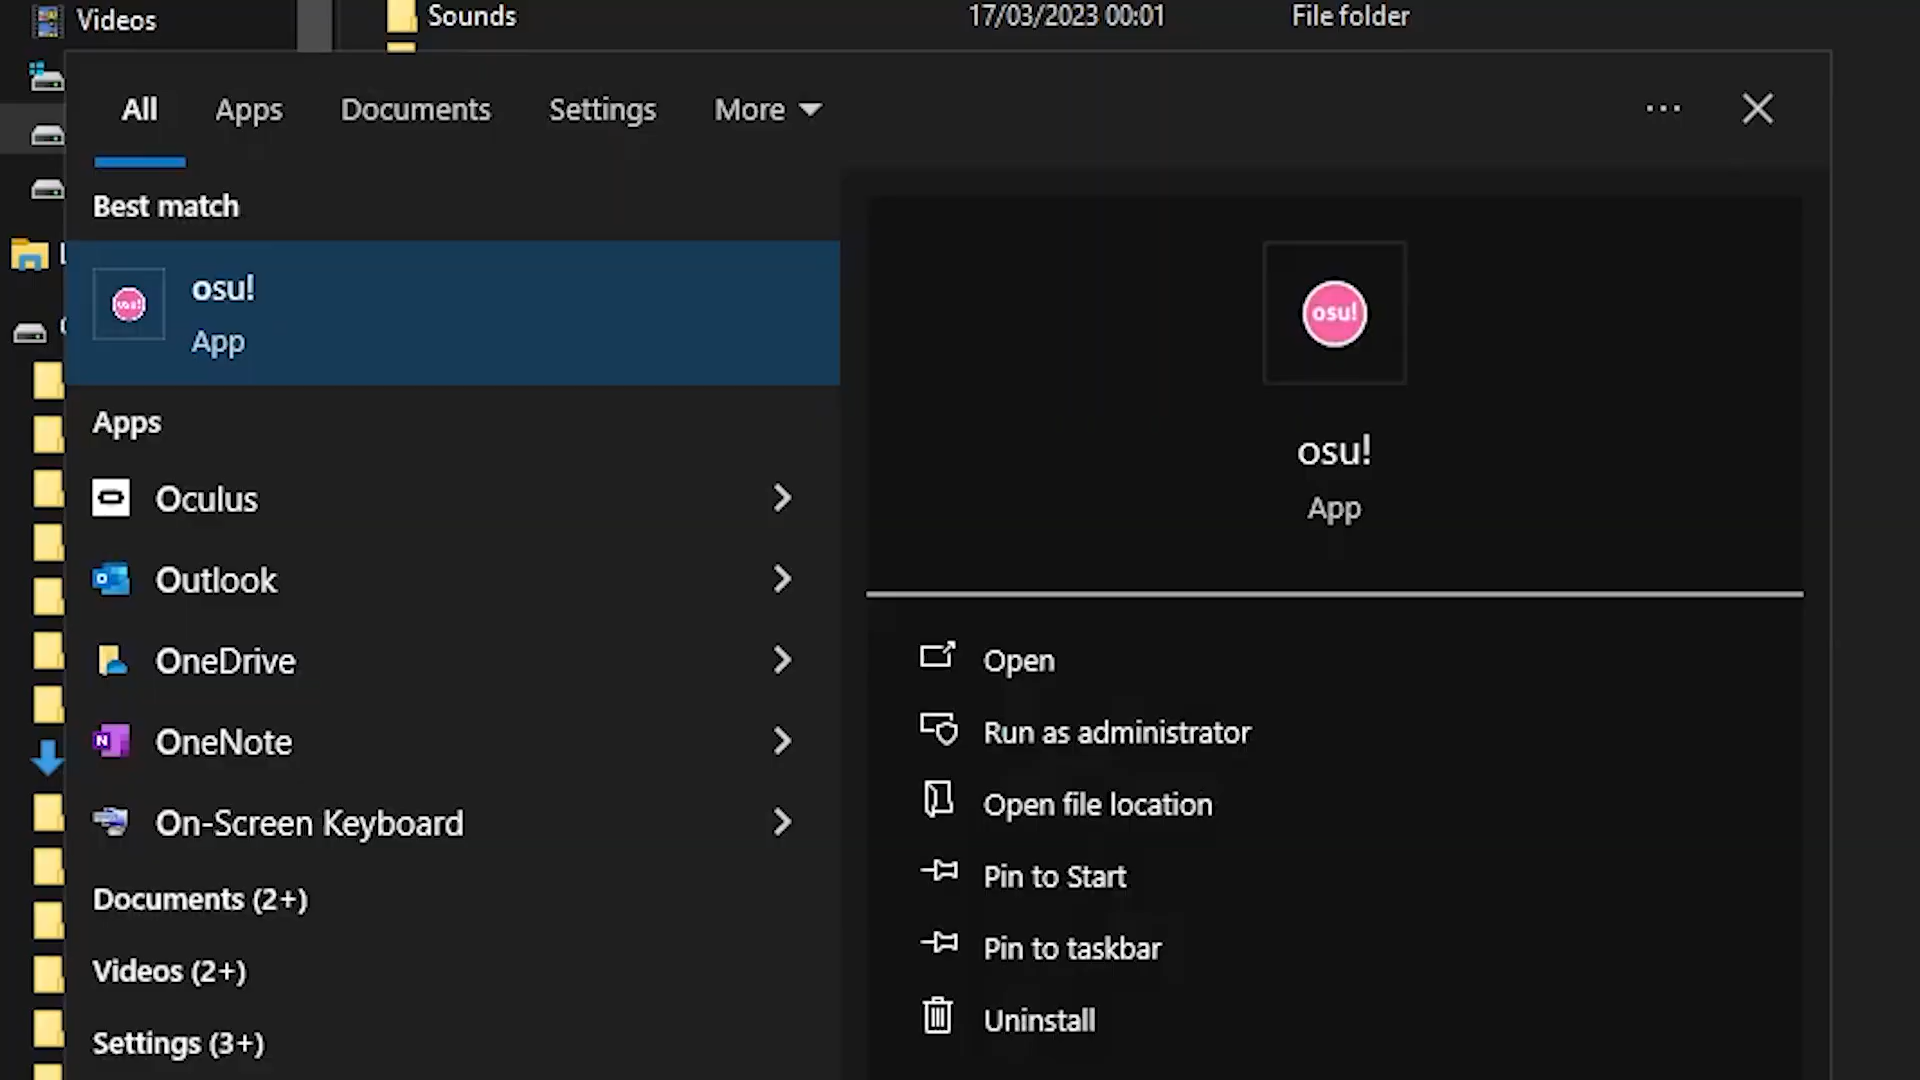 Videos
Sounds 17/03/2023 00:01 File folder
All Apps Documents Settings More
Best match
osu!
App
Apps
Oculus
Outlook
OneDrive
OneNote
On-Screen Keyboard
Documents (2+)
Videos (2+)
Settings (3+)
osu!
osu!
App
Open
Run as administrator
Open file location
Pin to Start
Pin to taskbar
Uninstall